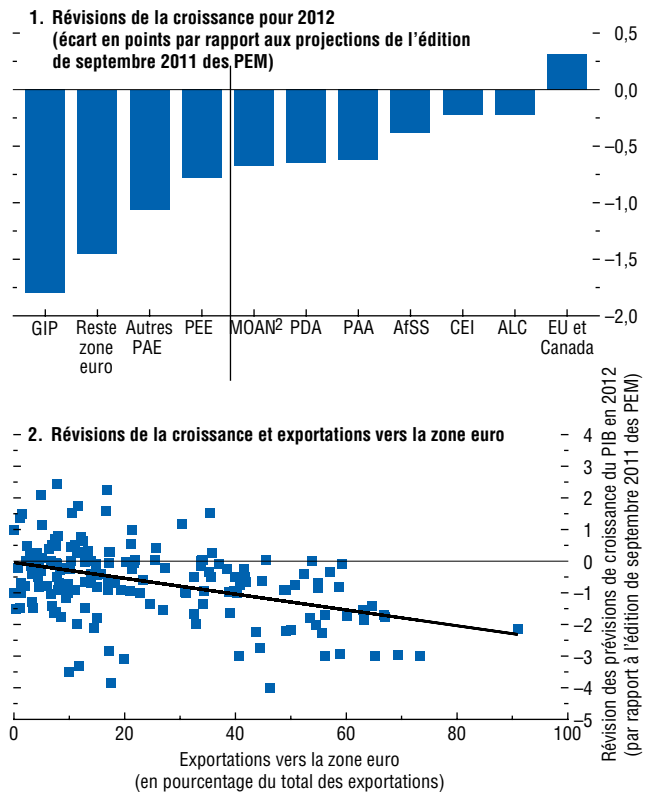 1. Révisions de la croissance pour 2012
(écart en points par rapport aux projections de l’édition
de septembre 2011 des PEM)
0,5
0,0
–0,5
–1,0
–1,5
–2,0
GIP
Reste
zone
euro
Autres
PAE
PEE
MOAN2
PDA
PAA
AfSS
CEI
ALC
EU et
Canada
2. Révisions de la croissance et exportations vers la zone euro
4
3
2
1
0
–1
–2
–3
–4
–5
0
20
40
60
80
100
Exportations vers la zone euro
(en pourcentage du total des exportations)
Révision des prévisions de croissance du PIB en 2012
(par rapport à l’édition de septembre 2011 des PEM)